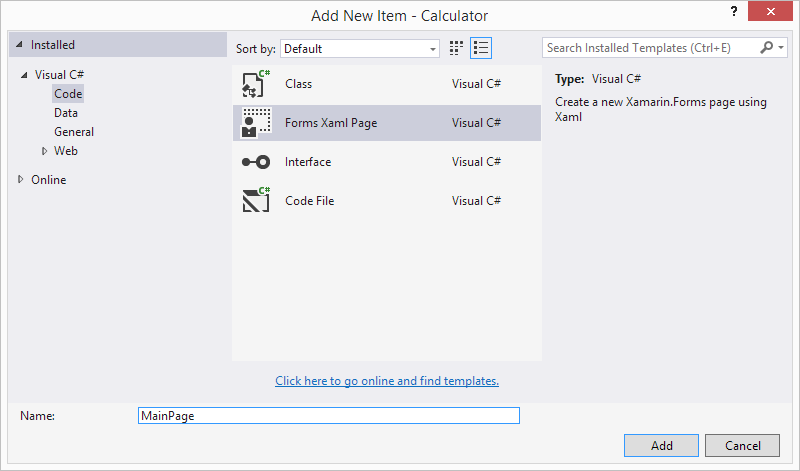 Add New Item - Calculator
?
Installed
Visual C#
Code
Data
General
Web
Online
Sort by:
Default
C#
Class
Visual C#
Forms Xaml Page
Visual C#
Interface
Visual C#
C#
Code File
Visual C#
Click here to go online and find templates.
Search Installed Templates (Ctrl+E)
Type: Visual C#
Create a new Xamarin.Forms page using
Xaml
Name:
MainPage
Add
Cancel